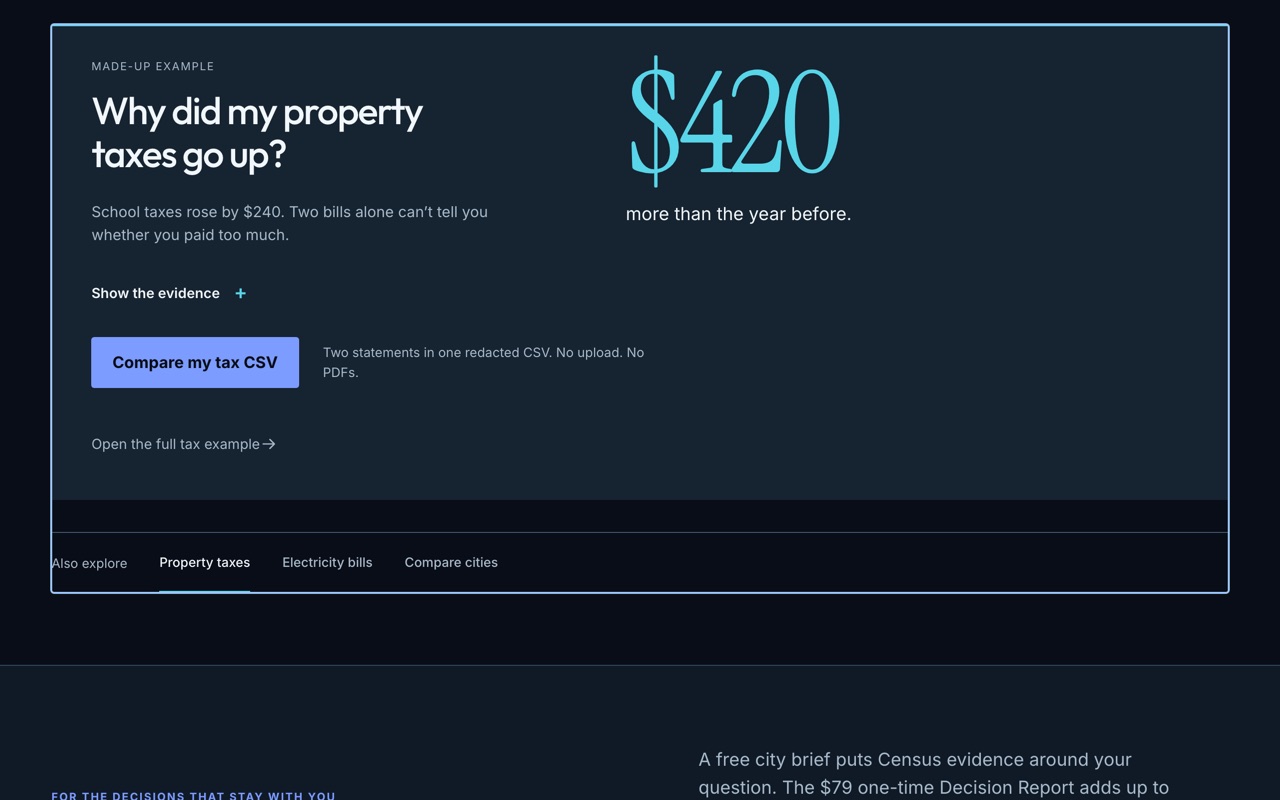 MADE-UP EXAMPLE
Why did my property
taxes go up?
School taxes rose by $240. Two bills alone can’t tell you
whether you paid too much.
Show the evidence +
$420
more than the year before.
Compare my tax CSV
Two statements in one redacted CSV. No upload. No
PDFs.
Open the full tax example→
Also explore
Property taxes
Electricity bills
Compare cities
FOR THE DECISIONS THAT STAY WITH YOU
A free city brief puts Census evidence around your
question. The $79 one-time Decision Report adds up to